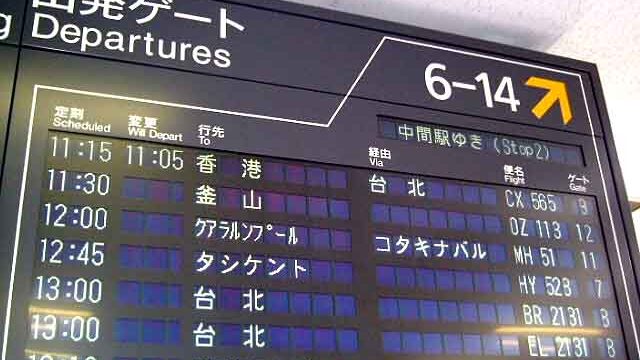 出発ゲート
g Departures
6-14
定刻 変更 行先 経由 便名 ゲート
Scheduled Will Depart To Via Flight Gate
中間駅ゆき (Stop2)
11:15 11:05 香港 台北 CX 565 9
11:30 釜山 OZ 113 12
12:00 クアラルンプール コタキナバル MH 51 11
12:45 タシケント HY 528 7
13:00 台北 BR 2131 8
13:00 台北 EL 2131 8